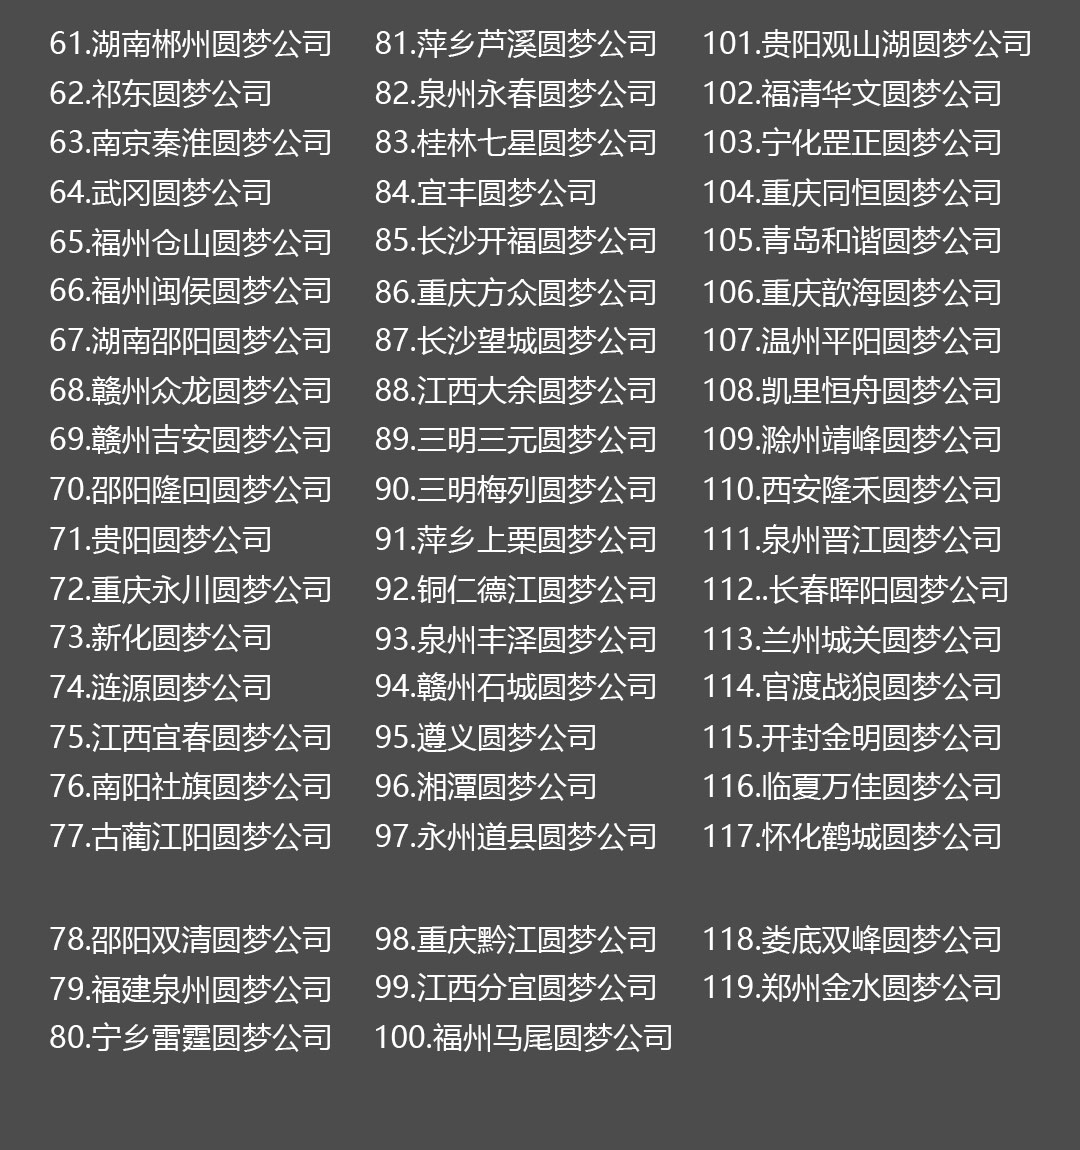 61.湖南郴州圆梦公司
62.祁东圆梦公司
63.南京秦淮圆梦公司
64.武冈圆梦公司
65.福州仓山圆梦公司
66.福州闽侯圆梦公司
67.湖南邵阳圆梦公司
68.赣州众龙圆梦公司
69.赣州吉安圆梦公司
70.邵阳隆回圆梦公司
71.贵阳圆梦公司
72.重庆永川圆梦公司
73.新化圆梦公司
74.涟源圆梦公司
75.江西宜春圆梦公司
76.南阳社旗圆梦公司
77.古蔺江阳圆梦公司
78.邵阳双清圆梦公司
79.福建泉州圆梦公司
80.宁乡雷霆圆梦公司
81.萍乡芦溪圆梦公司
82.泉州永春圆梦公司
83.桂林七星圆梦公司
84.宜丰圆梦公司
85.长沙开福圆梦公司
86.重庆方众圆梦公司
87.长沙望城圆梦公司
88.江西大余圆梦公司
89.三明三元圆梦公司
90.三明梅列圆梦公司
91.萍乡上栗圆梦公司
92.铜仁德江圆梦公司
93.泉州丰泽圆梦公司
94.赣州石城圆梦公司
95.遵义圆梦公司
96.湘潭圆梦公司
97.永州道县圆梦公司
98.重庆黔江圆梦公司
99.江西分宜圆梦公司
100.福州马尾圆梦公司
101.贵阳观山湖圆梦公司
102.福清华文圆梦公司
103.宁化罡正圆梦公司
104.重庆同恒圆梦公司
105.青岛和谐圆梦公司
106.重庆歆海圆梦公司
107.温州平阳圆梦公司
108.凯里恒舟圆梦公司
109.滁州靖峰圆梦公司
110.西安隆禾圆梦公司
111.泉州晋江圆梦公司
112..长春晖阳圆梦公司
113.兰州城关圆梦公司
114.官渡战狼圆梦公司
115.开封金明圆梦公司
116.临夏万佳圆梦公司
117.怀化鹤城圆梦公司
118.娄底双峰圆梦公司
119.郑州金水圆梦公司